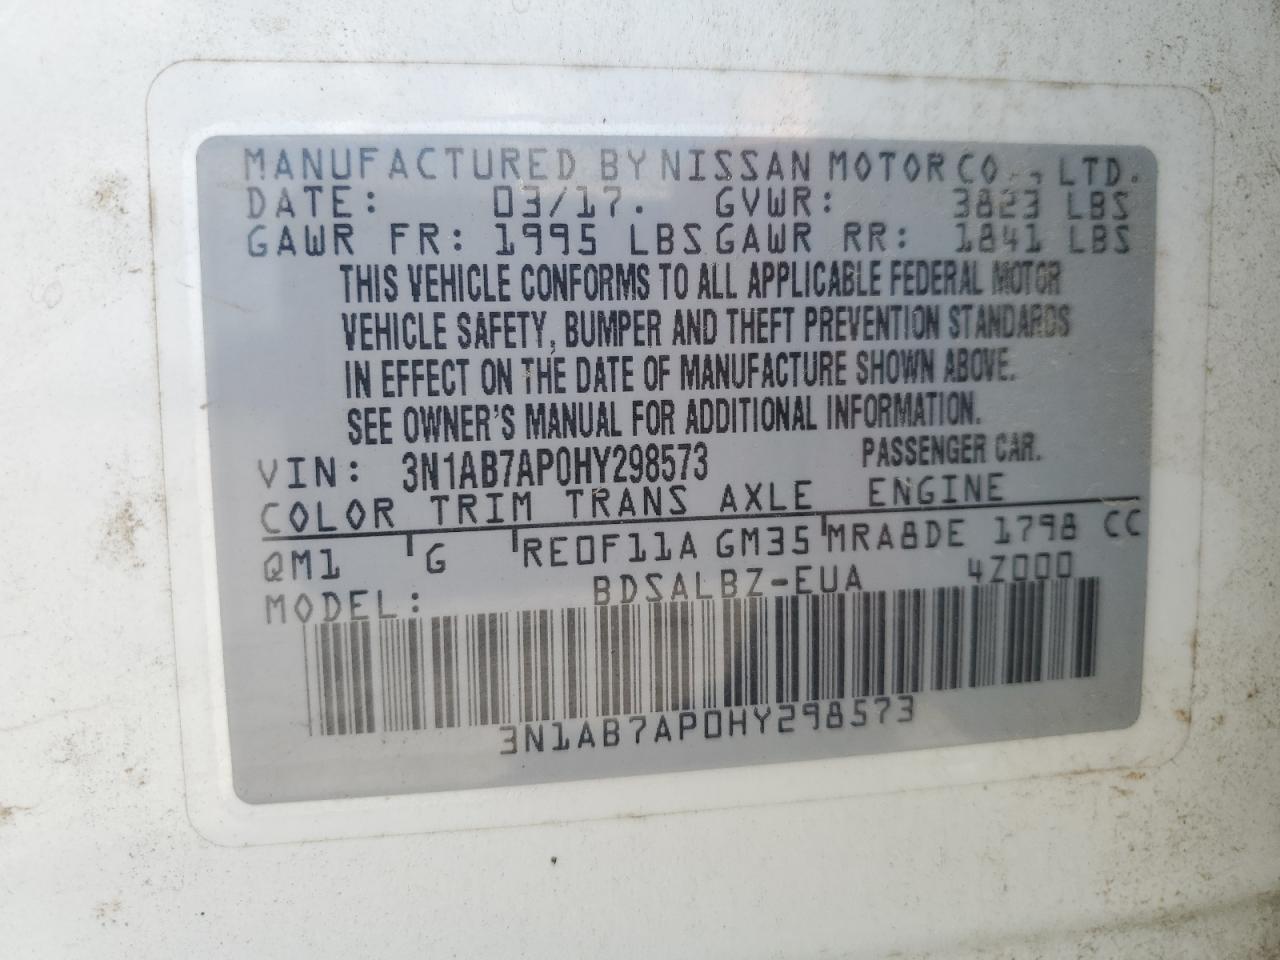 MANUFACTURED BY NISSAN MOTOR CO., LTD.
DATE: 03/17. GVWR: 3823 LBS
GAWR FR: 1995 LBS GAWR RR: 1841 LBS
THIS VEHICLE CONFORMS TO ALL APPLICABLE FEDERAL MOTOR
VEHICLE SAFETY, BUMPER AND THEFT PREVENTION STANDARDS
IN EFFECT ON THE DATE OF MANUFACTURE SHOWN ABOVE.
SEE OWNER'S MANUAL FOR ADDITIONAL INFORMATION.
VIN: 3N1AB7AP0HY298573 PASSENGER CAR.
COLOR TRIM TRANS AXLE ENGINE
QM1 G RE0F11A GM35 MRA8DE 1798 CC
MODEL: BDSALBZ-EUA 4Z000
3N1AB7AP0HY298573